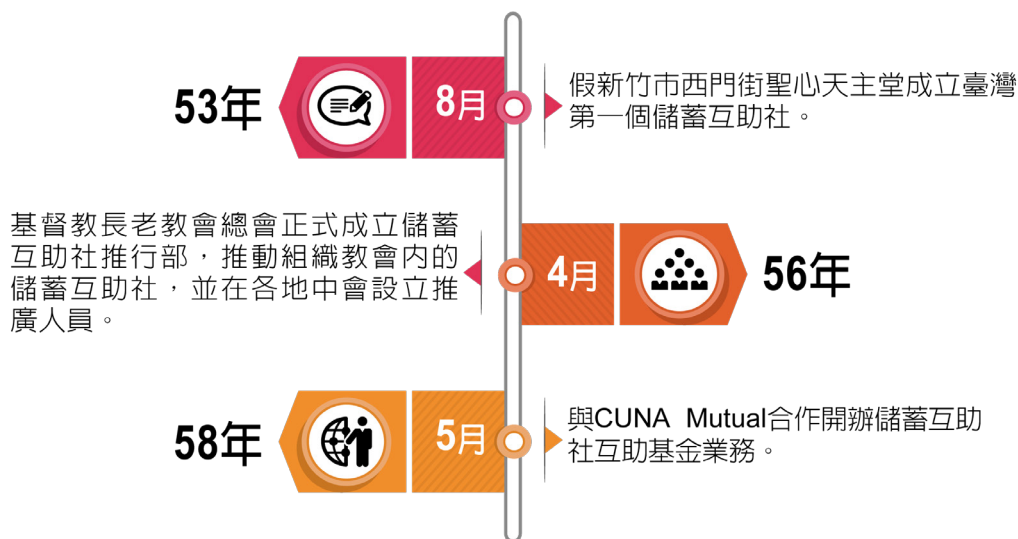 53年
8月
假新竹市西門街聖心天主堂成立臺灣
第一個儲蓄互助社。
基督教長老教會總會正式成立儲蓄
互助社推行部，推動組織教會內的
儲蓄互助社，並在各地中會設立推
廣人員。
4月
56年
58年
5月
與CUNA Mutual合作開辦儲蓄互助
社互助基金業務。